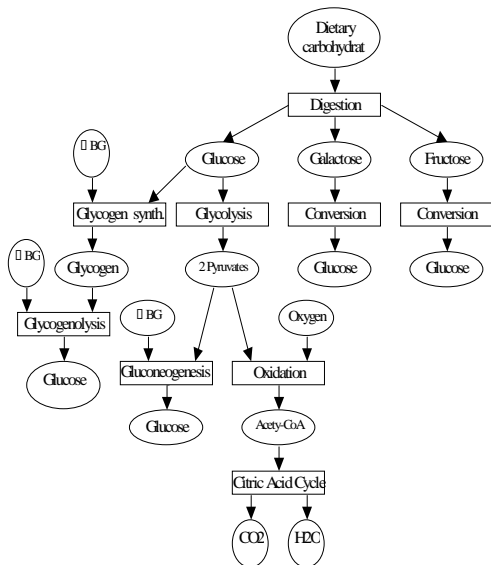 Dietary
carbohydrat
Digestion
▯ BG
Glucose
Galactose
Fructose
Glycogen synth.
Glycolysis
Conversion
Conversion
▯ BG
Glycogen
2 Pyruvates
Glucose
Glucose
Glycogenolysis
▯ BG
Oxygen
Glucose
Gluconeogenesis
Oxidation
Glucose
Acety-CoA
Citric Acid Cycle
CO2
H2O